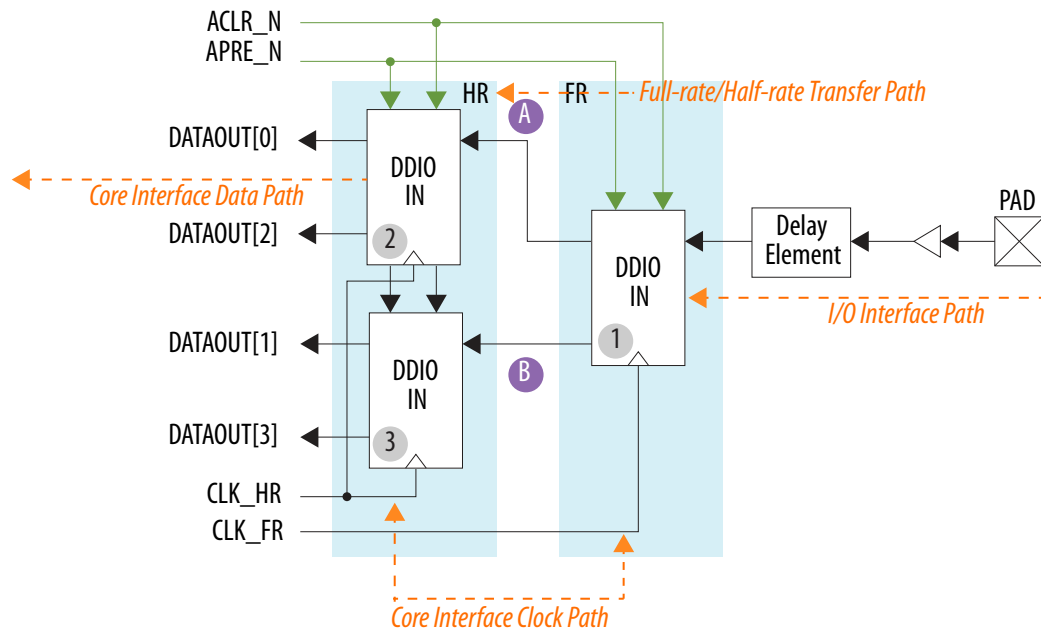 ACLR_N
APRE_N
HR
FR
Full-rate/Half-rate Transfer Path
A
DATAOUT[0]
DDIO
IN
Core Interface Data Path
DATAOUT[2]
2
PAD
Delay
Element
DDIO
IN
I/O Interface Path
1
DATAOUT[1]
DDIO
IN
B
DATAOUT[3]
3
CLK_HR
CLK_FR
Core Interface Clock Path